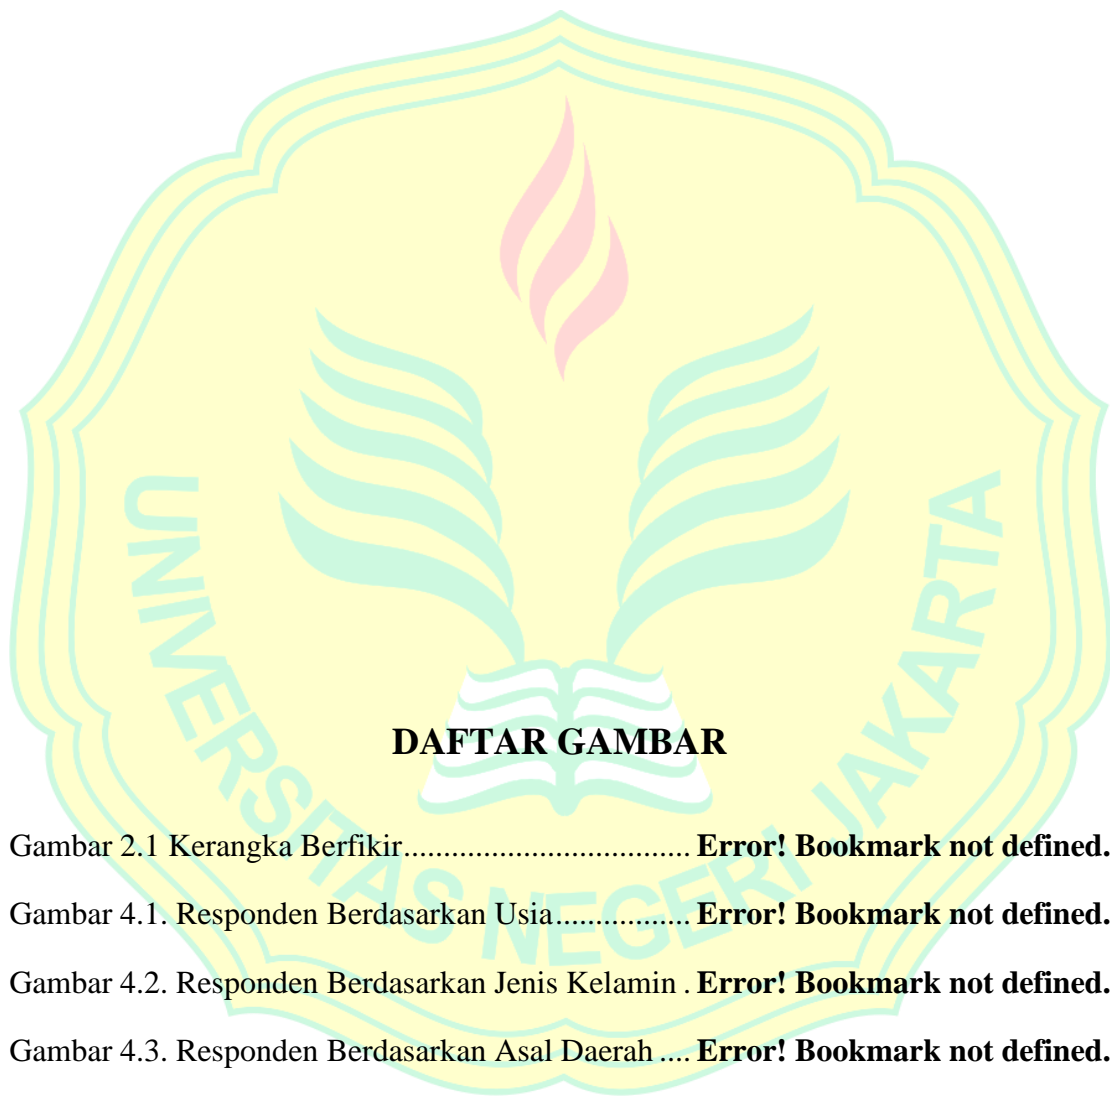 UNIVERSITAS NEGERI JAKARTA
DAFTAR GAMBAR
Gambar 2.1 Kerangka Berfikir.................................. Error! Bookmark not defined.
Gambar 4.1. Responden Berdasarkan Usia................. Error! Bookmark not defined.
Gambar 4.2. Responden Berdasarkan Jenis Kelamin . Error! Bookmark not defined.
Gambar 4.3. Responden Berdasarkan Asal Daerah .... Error! Bookmark not defined.